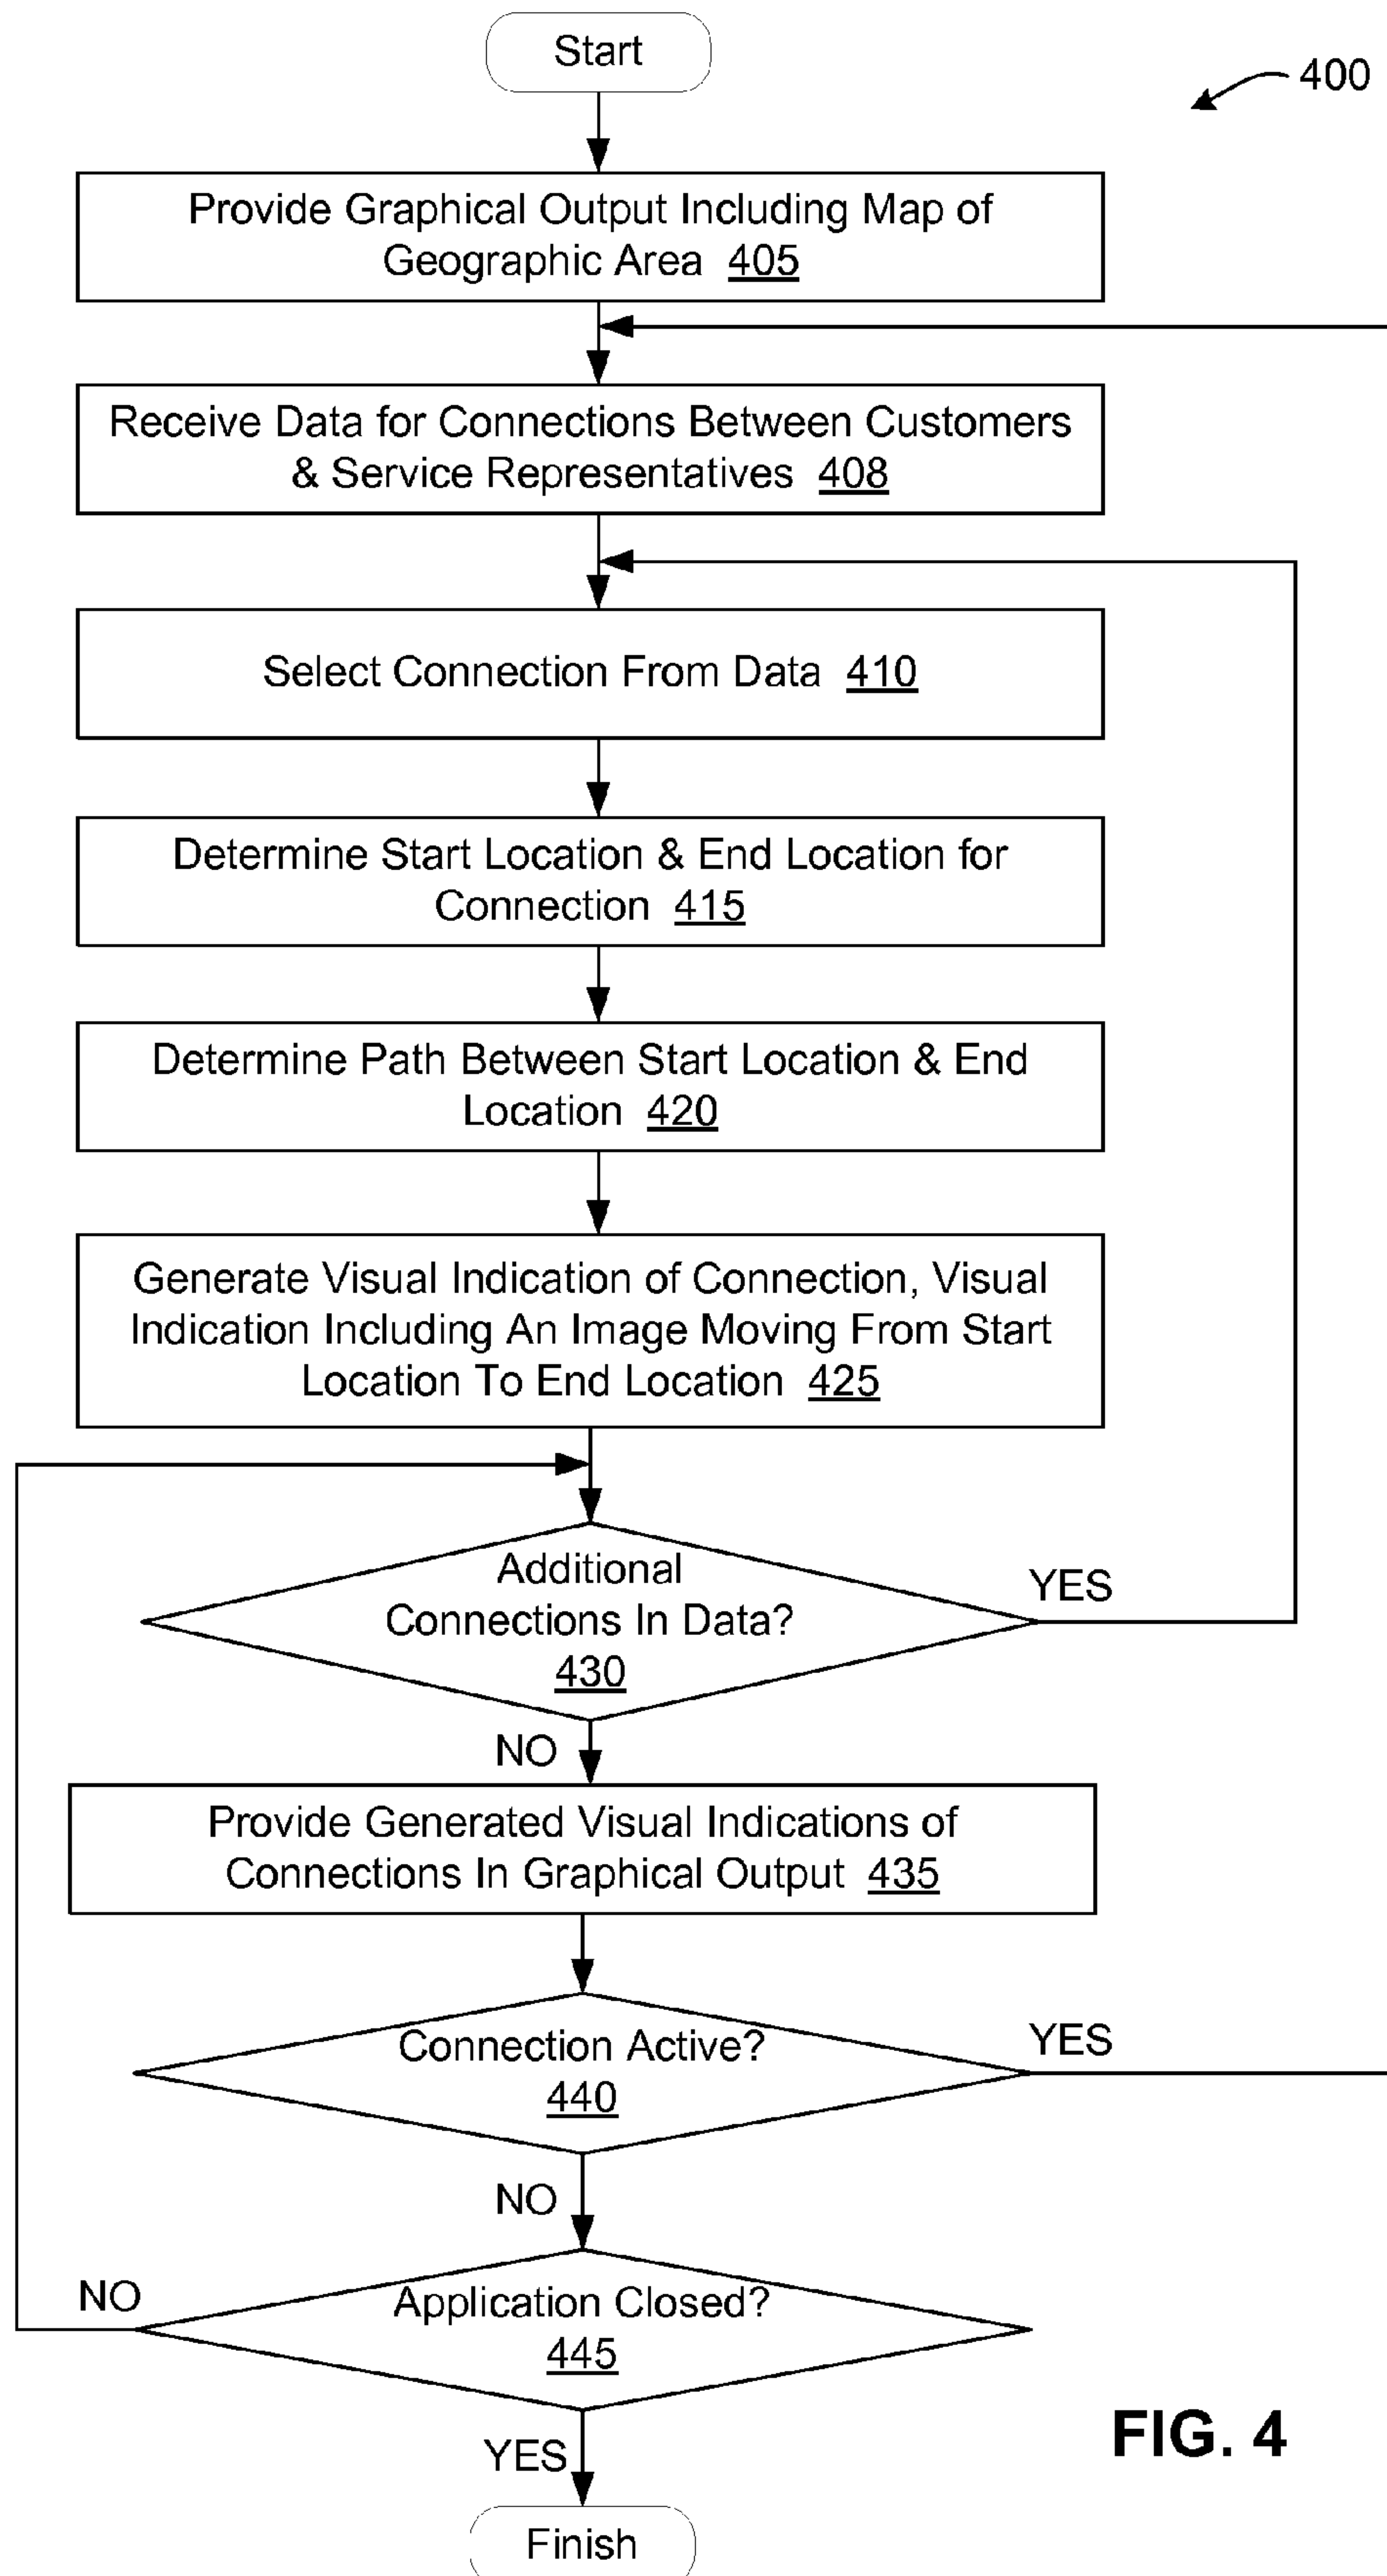 Start
400
Provide Graphical Output Including Map of
Geographic Area 405
Receive Data for Connections Between Customers
& Service Representatives 408
Select Connection From Data 410
Determine Start Location & End Location for
Connection 415
Determine Path Between Start Location & End
Location 420
Generate Visual Indication of Connection, Visual
Indication Including An Image Moving From Start
Location To End Location 425
Additional
Connections In Data?
430
YES
NO
Provide Generated Visual Indications of
Connections In Graphical Output 435
Connection Active?
440
YES
NO
Application Closed?
445
NO
YES
Finish
FIG. 4